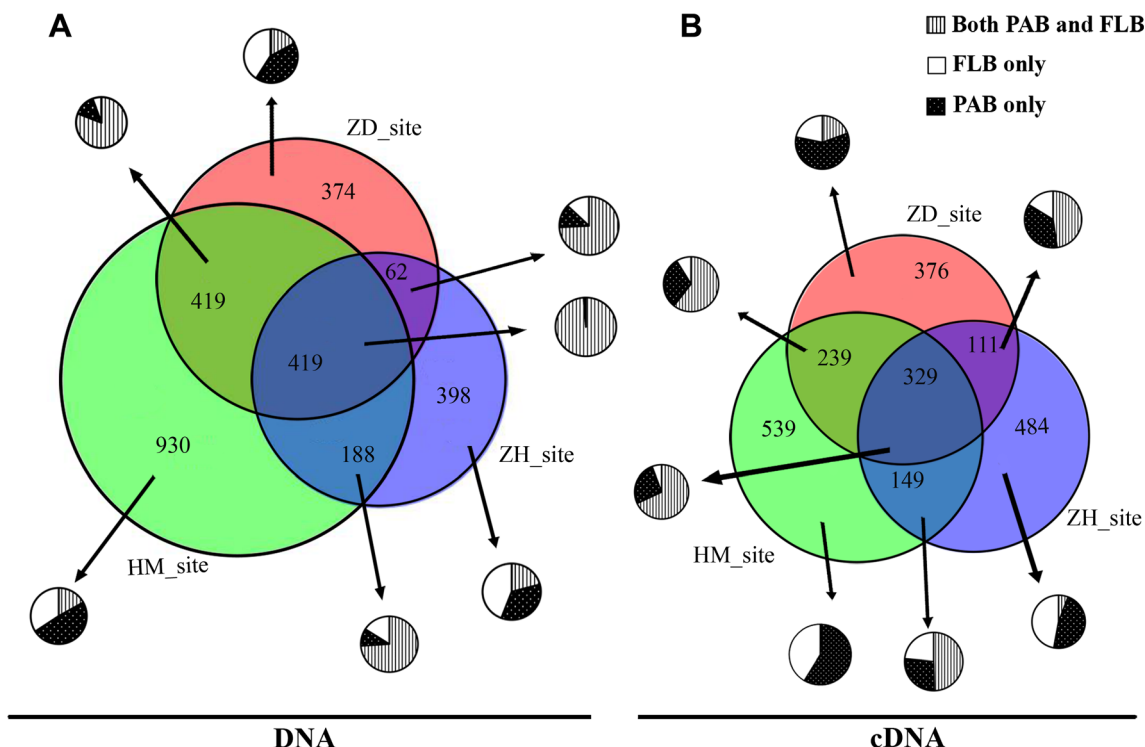 A
B
Both PAB and FLB
FLB only
PAB only
ZD_site
374
62
419
419
398
930
188
ZH_site
HM_site
DNA
ZD_site
376
111
239
329
539
484
149
ZH_site
HM_site
cDNA